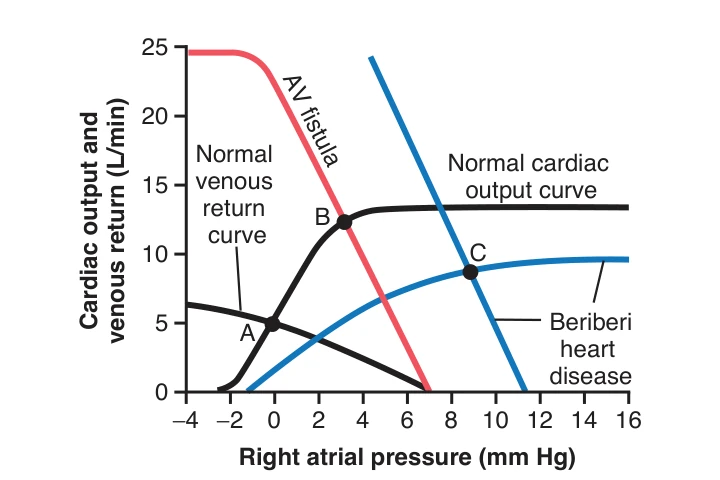 Cardiac output and
venous return (L/min)
25
20
15
10
5
0
Normal
venous
return
curve
AV fistula
Normal cardiac
output curve
A
B
C
Beriberi
heart
disease
–4 –2 0 2 4 6 8 10 12 14 16
Right atrial pressure (mm Hg)